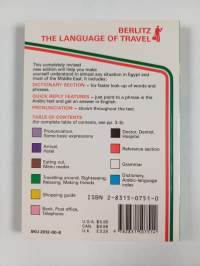 BERLITZ
THE LANGUAGE OF TRAVEL
This completely revised
new edition will help you make
yourself understood in almost any situation in Egypt and
most of the Middle East. It includes:
DICTIONARY SECTION – for faster look-up of words and
phrases.
QUICK REPLY FEATURES – just point to a phrase in the
Arabic text and get an answer in English.
PRONUNCIATION – shown throughout the text.
TABLE OF CONTENTS
(for complete table of contents, see pp. 3-5)
Pronunciation,
Some basic expressions
Arrival,
Hotel
Eating out,
Menu reader
Travelling around, Sightseeing,
Relaxing, Making friends
Shopping guide
Bank, Post office,
Telephone
Doctor, Dentist,
Hospital
Reference section
Grammar
Dictionary,
Arabic-language
index
ISBN 2-8315-0751-0
U.S.A.
CAN.
U.K.
SKU